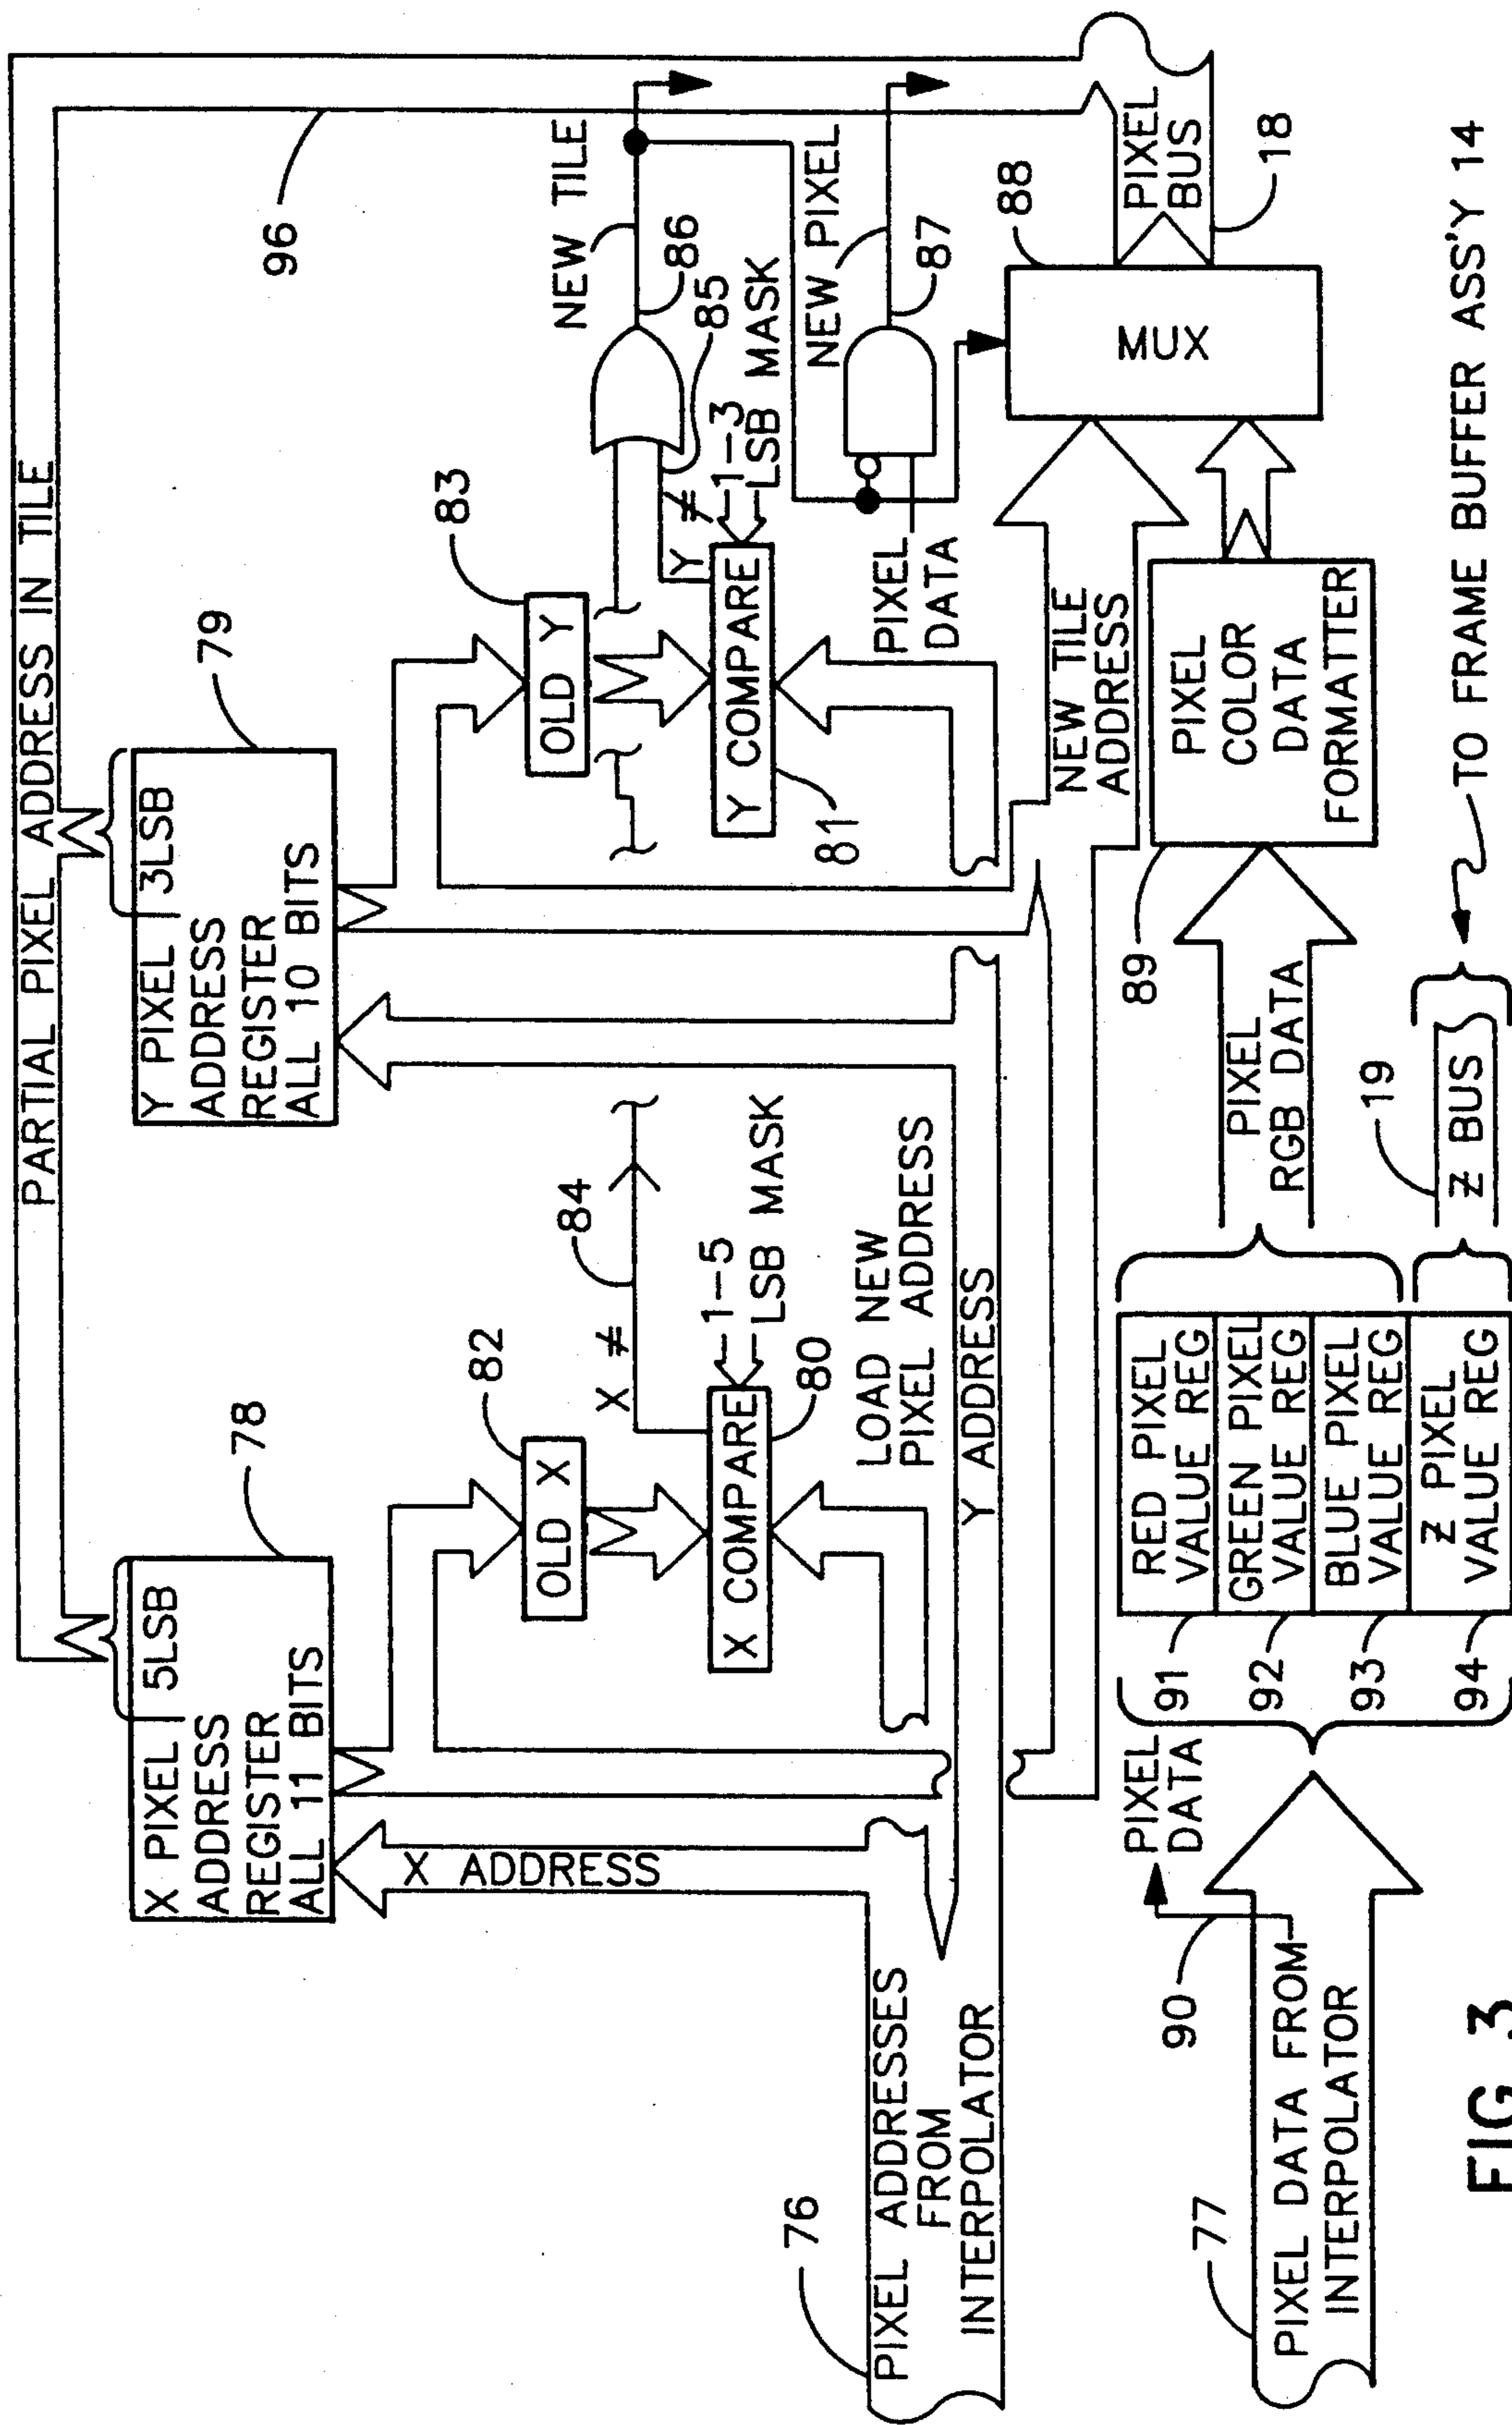 PARTIAL PIXEL ADDRESS IN TILE
96
X PIXEL 5LSB
ADDRESS
REGISTER
ALL 11 BITS
78
Y PIXEL 3LSB
ADDRESS
REGISTER
ALL 10 BITS
79
X ADDRESS
82
OLD X
X ≠
84
X COMPARE
1-5
LSB MASK
80
LOAD NEW
PIXEL ADDRESS
Y ADDRESS
83
OLD Y
Y ≠
85
Y COMPARE
1-3
LSB MASK
81
NEW TILE
86
NEW PIXEL
87
PIXEL
DATA
76
PIXEL ADDRESSES
FROM
INTERPOLATOR
NEW TILE
ADDRESS
88
MUX
PIXEL
BUS
18
77
PIXEL DATA FROM
INTERPOLATOR
90
PIXEL
DATA
91
RED PIXEL
VALUE REG
92
GREEN PIXEL
VALUE REG
93
BLUE PIXEL
VALUE REG
94
Z PIXEL
VALUE REG
PIXEL
RGB DATA
89
PIXEL
COLOR
DATA
FORMATTER
19
Z BUS
TO FRAME BUFFER ASS'Y 14
FIG 3